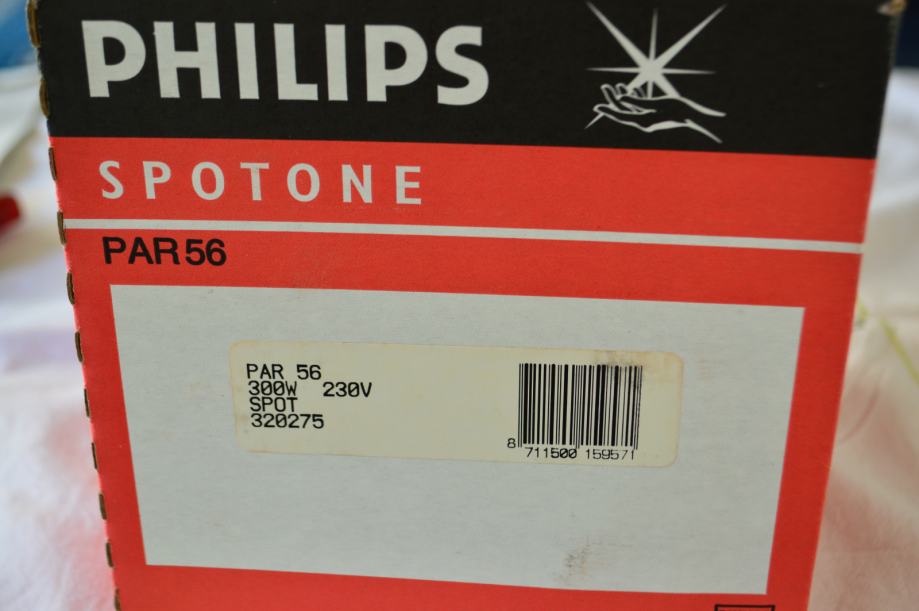 PHILIPS
SPOTONE
PAR56
PAR 56
300W 230V
SPOT
320275
8 711500 159571